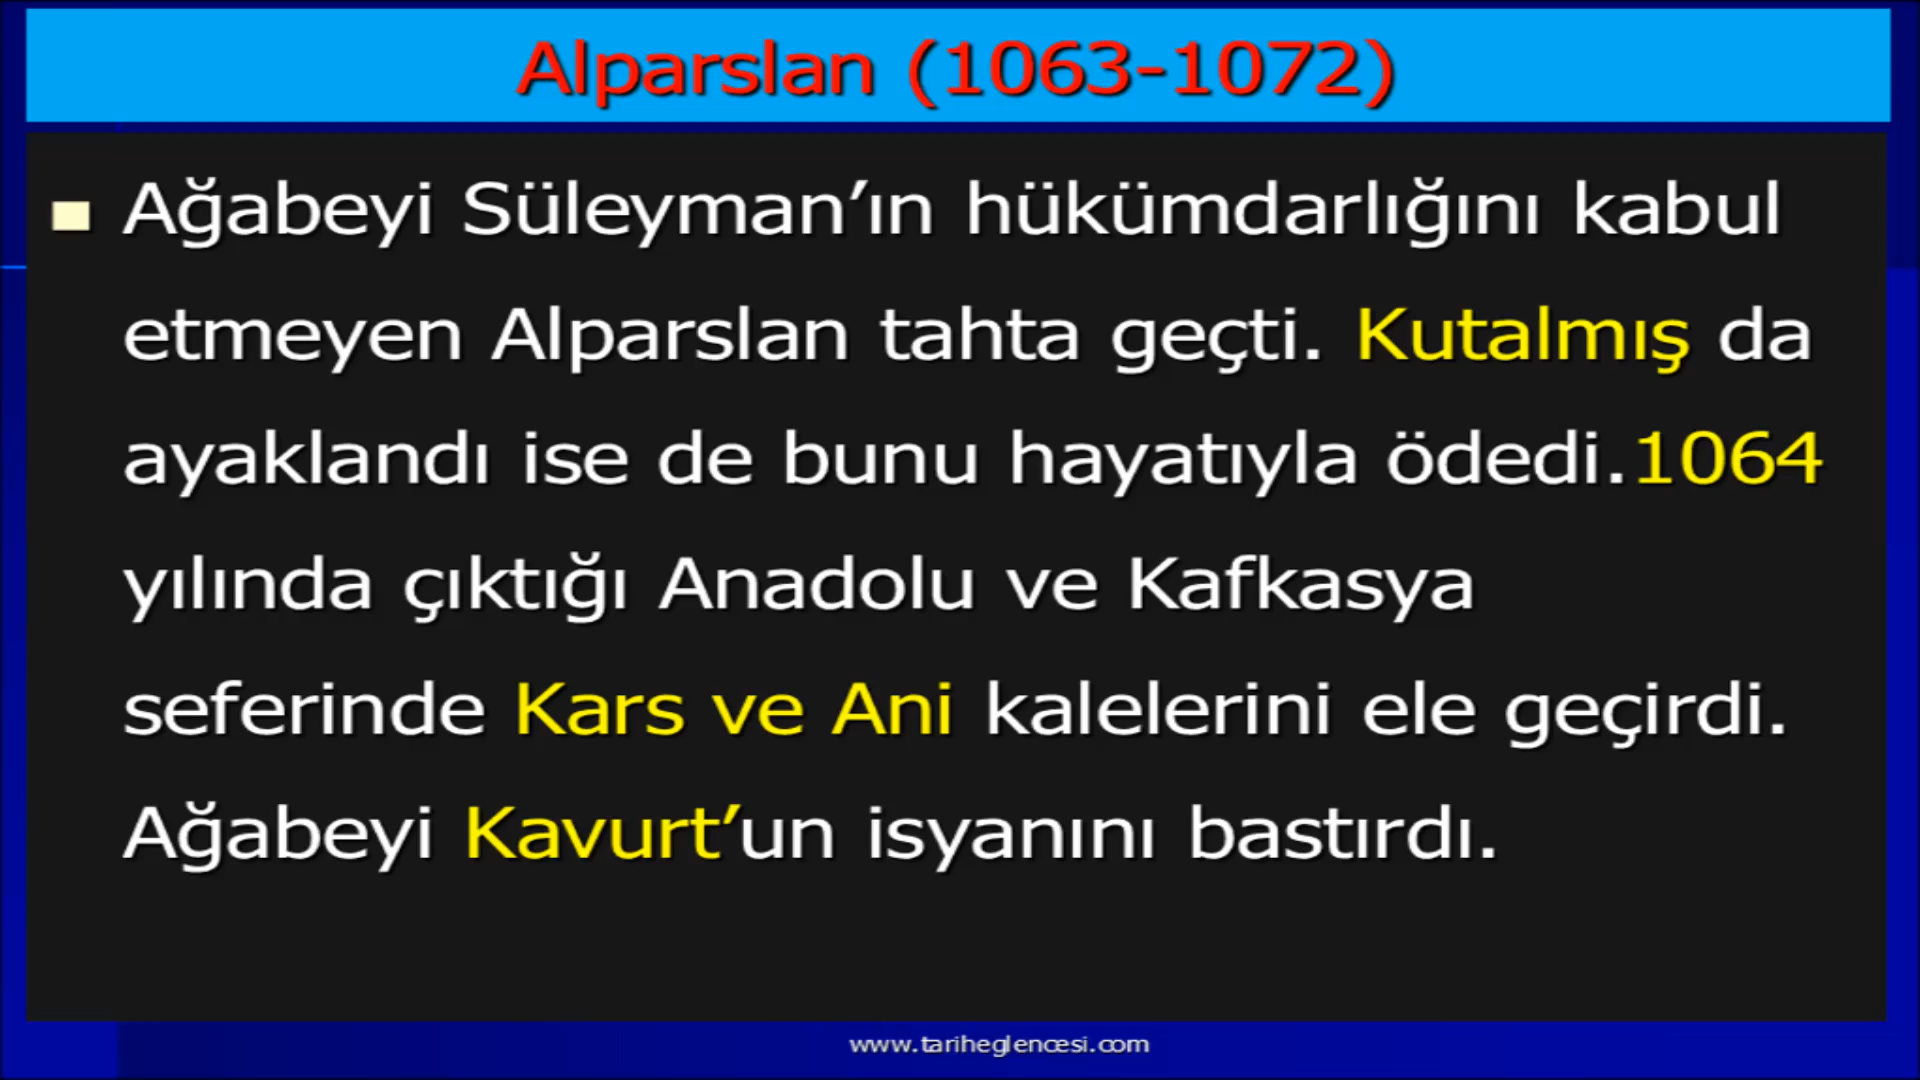 Alparslan (1063-1072)
Ağabeyi Süleyman’ın hükümdarlığını kabul
etmeyen Alparslan tahta geçti. Kutalmış da
ayaklandı ise de bunu hayatıyla ödedi.1064
yılında çıktığı Anadolu ve Kafkasya
seferinde Kars ve Ani kalelerini ele geçirdi.
Ağabeyi Kavurt’un isyanını bastırdı.
www.tariheglencesi.com